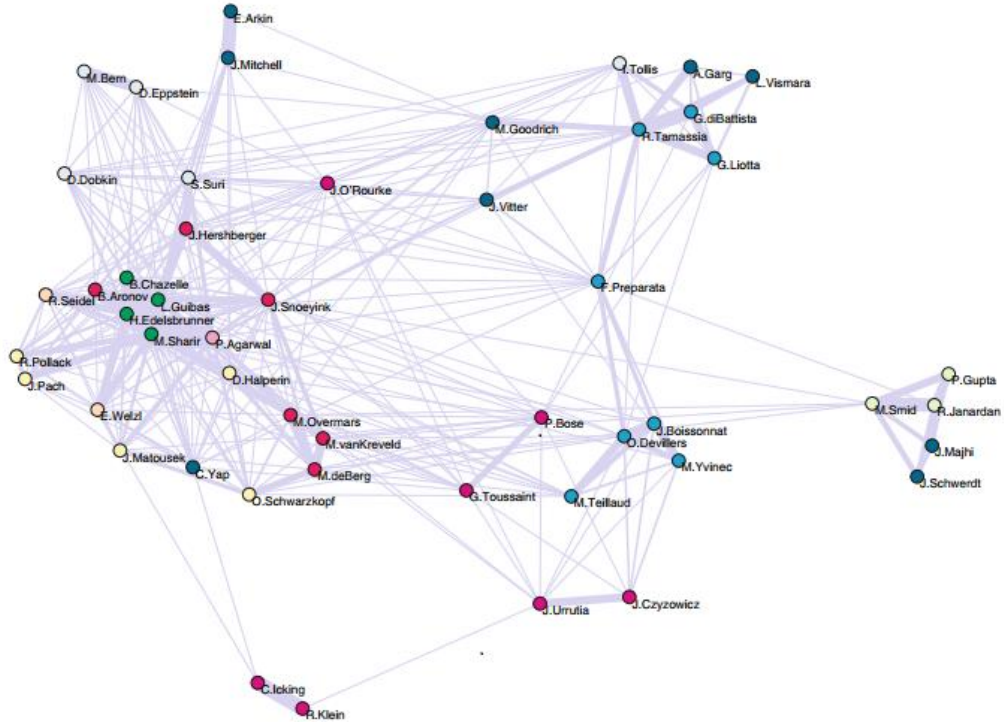 E.Arkin
J.Mitchell
M.Bern
D.Eppstein
I.Tollis
A.Garg
L.Vismara
G.diBattista
M.Goodrich
R.Tamassia
G.Liotta
D.Dobkin
S.Suri
J.O'Rourke
J.Vitter
J.Hershberger
B.Chazelle
F.Preparata
R.Seidel
B.Aronov
L.Guibas
J.Snoeyink
H.Edelsbrunner
M.Sharir
P.Agarwal
R.Pollack
J.Pach
D.Halperin
P.Gupta
E.Welzl
M.Overmars
P.Bose
M.Smid
R.Janardan
J.Boissonnat
O.Devillers
M.vanKreveld
J.Majhi
J.Matousek
M.Yvinec
C.Yap
M.deBerg
J.Schwerdt
O.Schwarzkopf
G.Toussaint
M.Teillaud
J.Urrutia
J.Czyzowicz
C.Icking
R.Klein